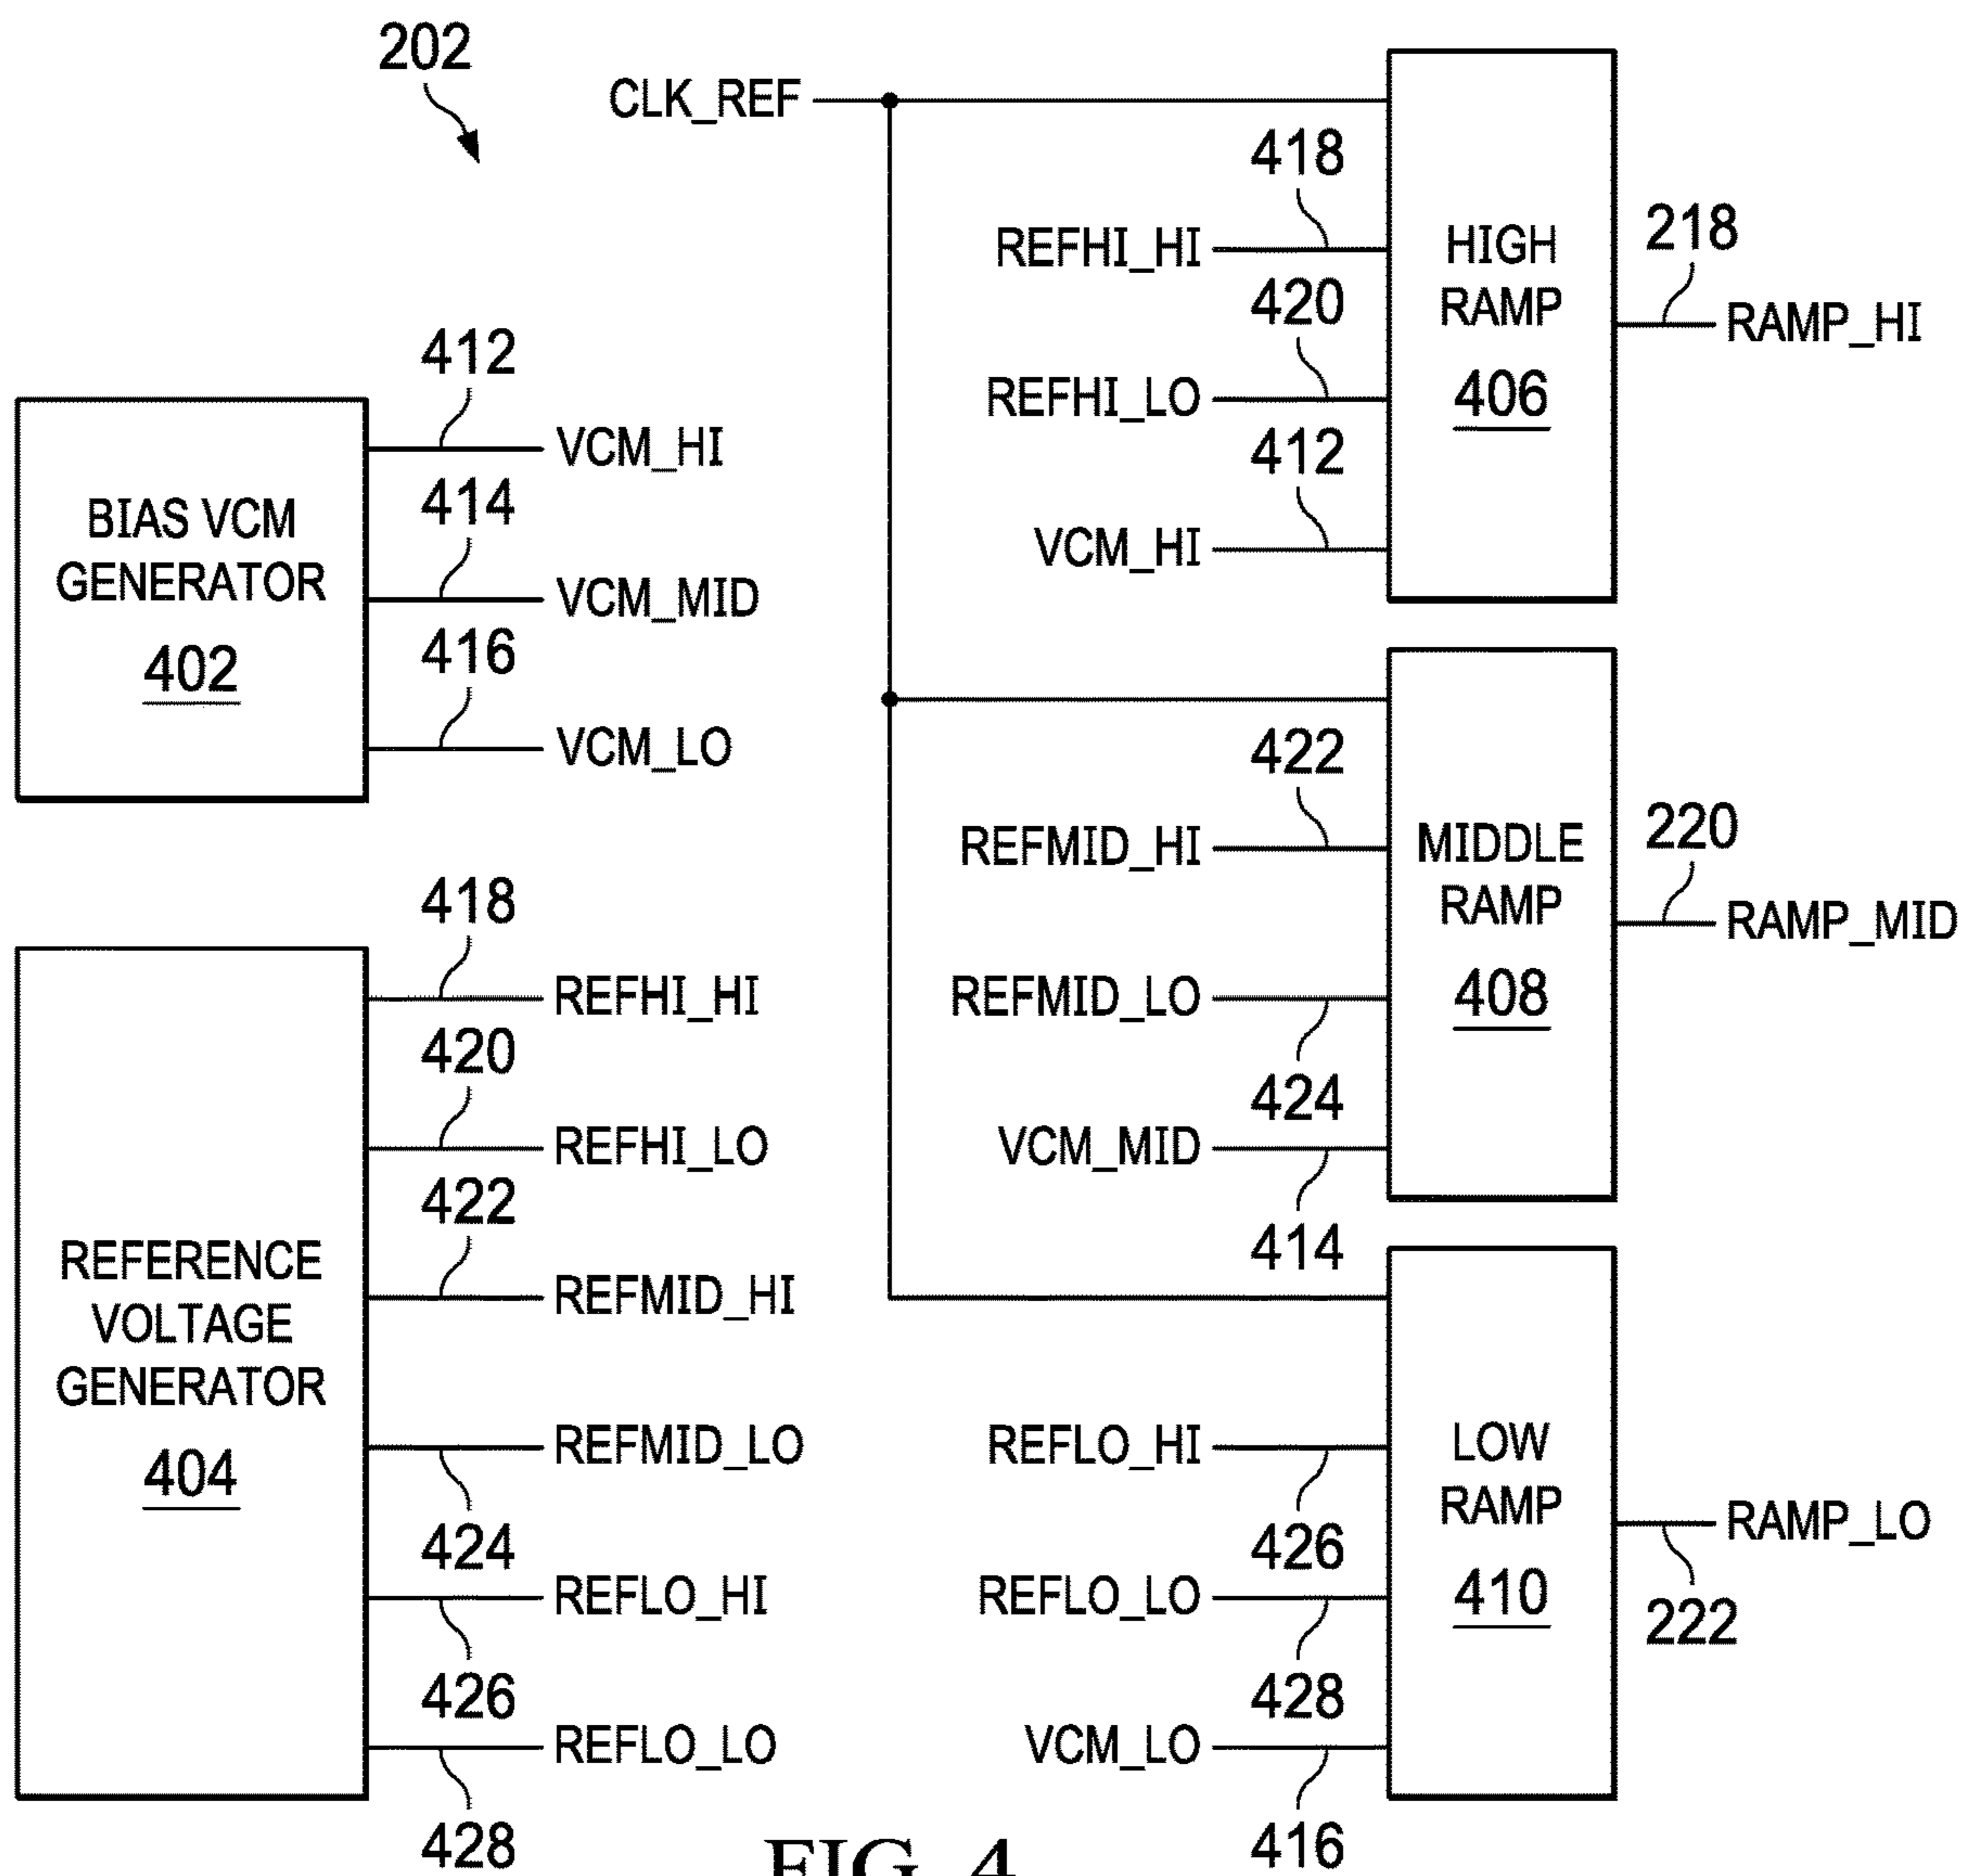 202
CLK_REF
418
REFHI_HI
420
REFHI_LO
412
VCM_HI
HIGH
RAMP
406
218
RAMP_HI
412
VCM_HI
414
VCM_MID
416
VCM_LO
BIAS VCM
GENERATOR
402
422
REFMID_HI
REFMID_LO
424
VCM_MID
414
MIDDLE
RAMP
408
220
RAMP_MID
418
REFHI_HI
420
REFHI_LO
422
REFMID_HI
REFMID_LO
424
REFLO_HI
426
REFLO_LO
428
REFERENCE
VOLTAGE
GENERATOR
404
REFLO_HI
426
REFLO_LO
428
VCM_LO
416
LOW
RAMP
410
RAMP_LO
222
FIG. 4